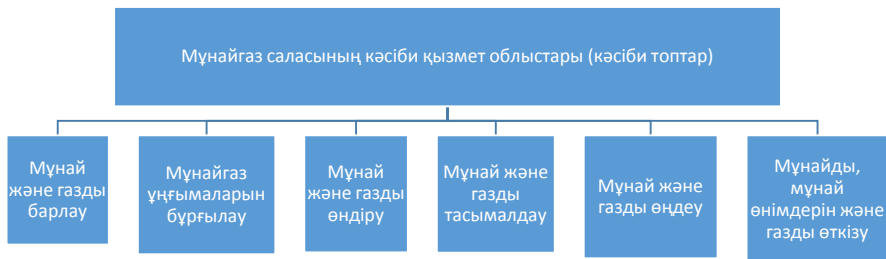 Мұнайгаз саласының кәсіби қызмет облыстары (кәсіби топтар)
Мұнай
және газды
барлау
Мұнайгаз
ұңғымаларын
бұрғылау
Мұнай
және газды
өндіру
Мұнай және
газды
тасымалдау
Мұнай және
газды өңдеу
Мұнайды,
мұнай
өнімдерін және
газды өткізу